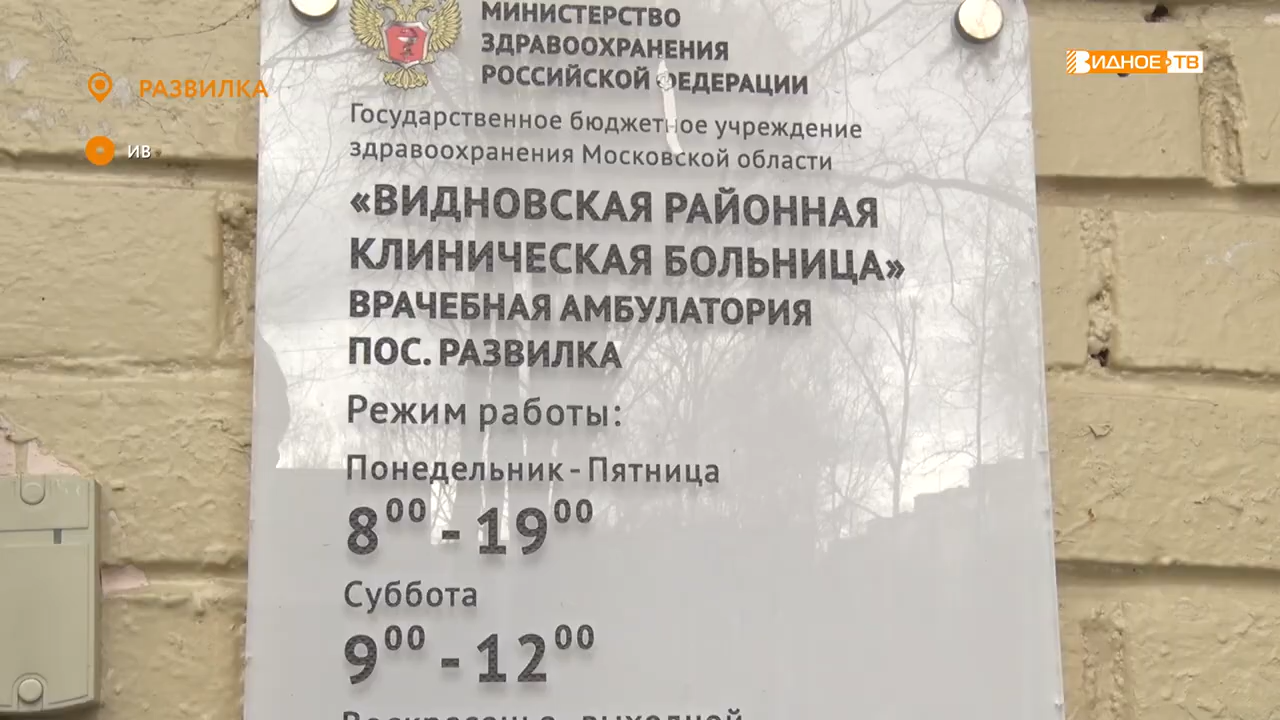 МИНИСТЕРСТВО
ЗДРАВООХРАНЕНИЯ
РОССИЙСКОЙ ФЕДЕРАЦИИ
РАЗВИЛКА
ВИДНОЕ-ТВ
ИВ
Государственное бюджетное учреждение
здравоохранения Московской области
«ВИДНОВСКАЯ РАЙОННАЯ
КЛИНИЧЕСКАЯ БОЛЬНИЦА»
ВРАЧЕБНАЯ АМБУЛАТОРИЯ
ПОС. РАЗВИЛКА
Режим работы:
Понедельник - Пятница
8⁰⁰ - 19⁰⁰
Суббота
9⁰⁰ - 12⁰⁰
Воскресенье - выходной